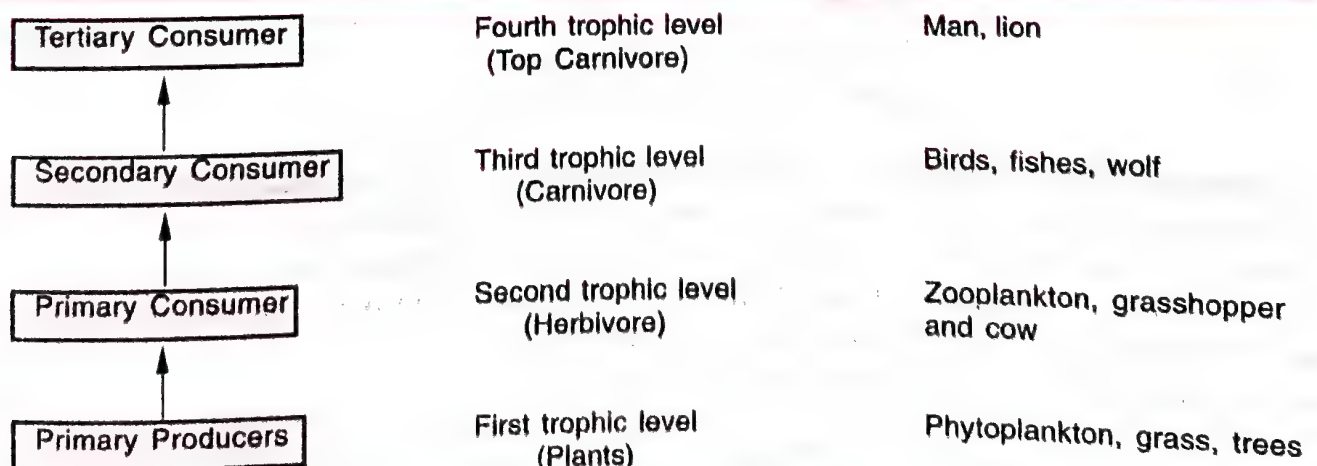 Tertiary Consumer Fourth trophic level Man, lion
(Top Carnivore)
Secondary Consumer Third trophic level Birds, fishes, wolf
(Carnivore)
Primary Consumer Second trophic level Zooplankton, grasshopper
(Herbivore) and cow
Primary Producers First trophic level Phytoplankton, grass, trees
(Plants)